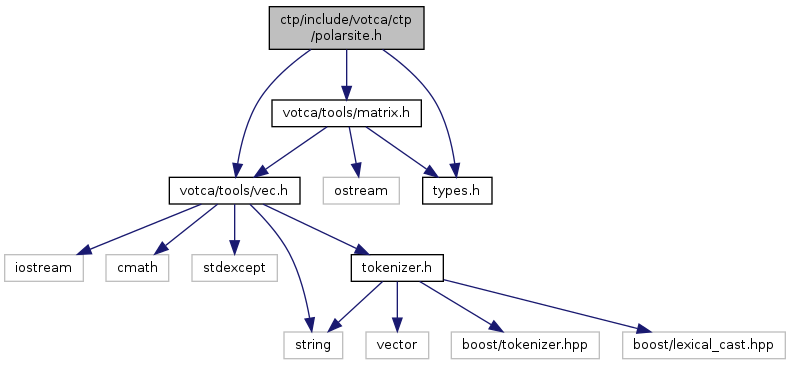 ctp/include/votca/ctp
/polarsite.h
votca/tools/matrix.h
votca/tools/vec.h
ostream
types.h
iostream
cmath
stdexcept
tokenizer.h
string
vector
boost/tokenizer.hpp
boost/lexical_cast.hpp